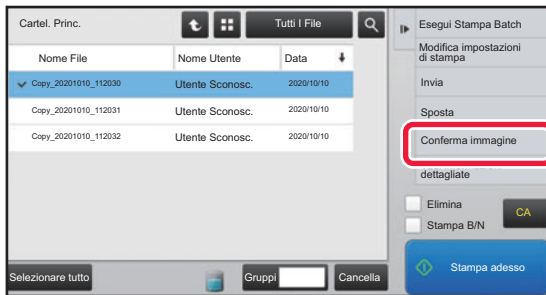 Cartel. Princ.
Tutti I File
Nome File
Nome Utente
Data
Copy_20201010_112030
Utente Sconosc.
2020/10/10
Copy_20201010_112031
Utente Sconosc.
2020/10/10
Copy_20201010_112032
Utente Sconosc.
2020/10/10
Selezionare tutto
Gruppi
Cancella
Esegui Stampa Batch
Modifica impostazioni
di stampa
Invia
Sposta
Conferma immagine
dettagliate
Elimina
Stampa B/N
CA
Stampa adesso